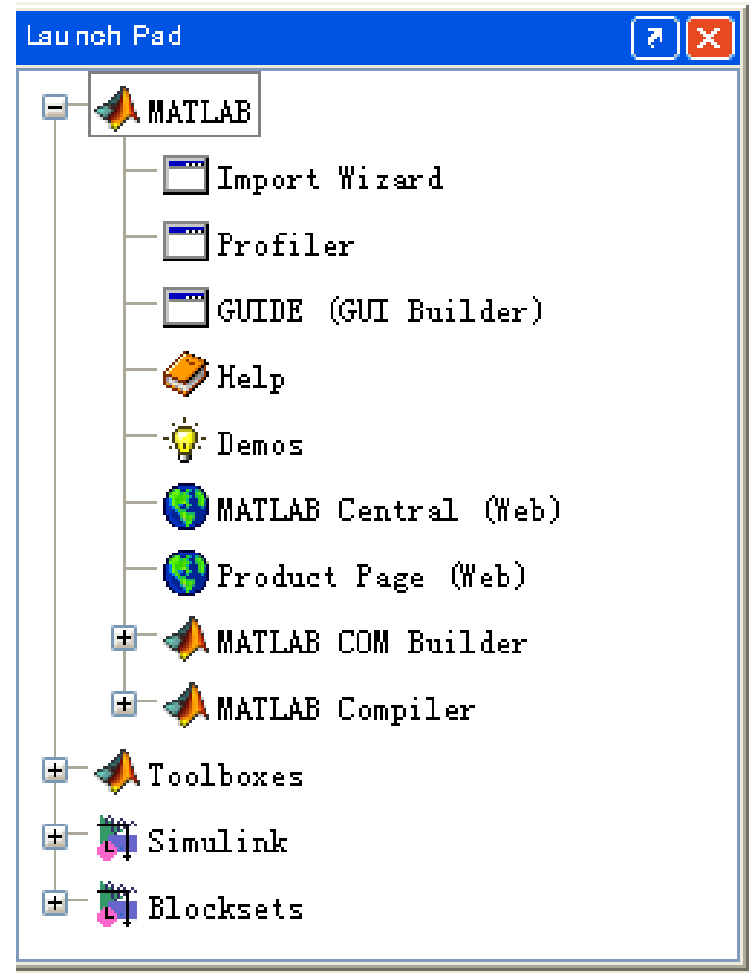 Launch Pad
MATLAB
Import Wizard
Profiler
GUIDE (GUI Builder)
Help
Demos
MATLAB Central (Web)
Product Page (Web)
MATLAB COM Builder
MATLAB Compiler
Toolboxes
Simulink
Blocksets